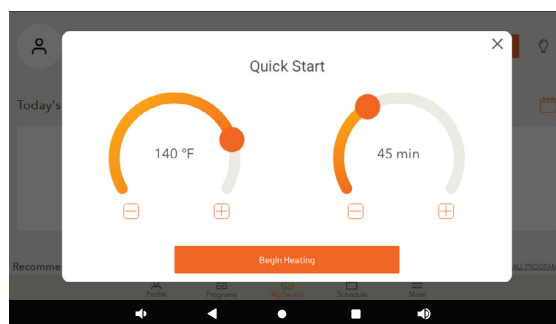 Quick Start
Today's
140 °F
45 min
Begin Heating
Recomme
ALL PROGRAM
Profile
Programs
My Sauna
Schedule
More